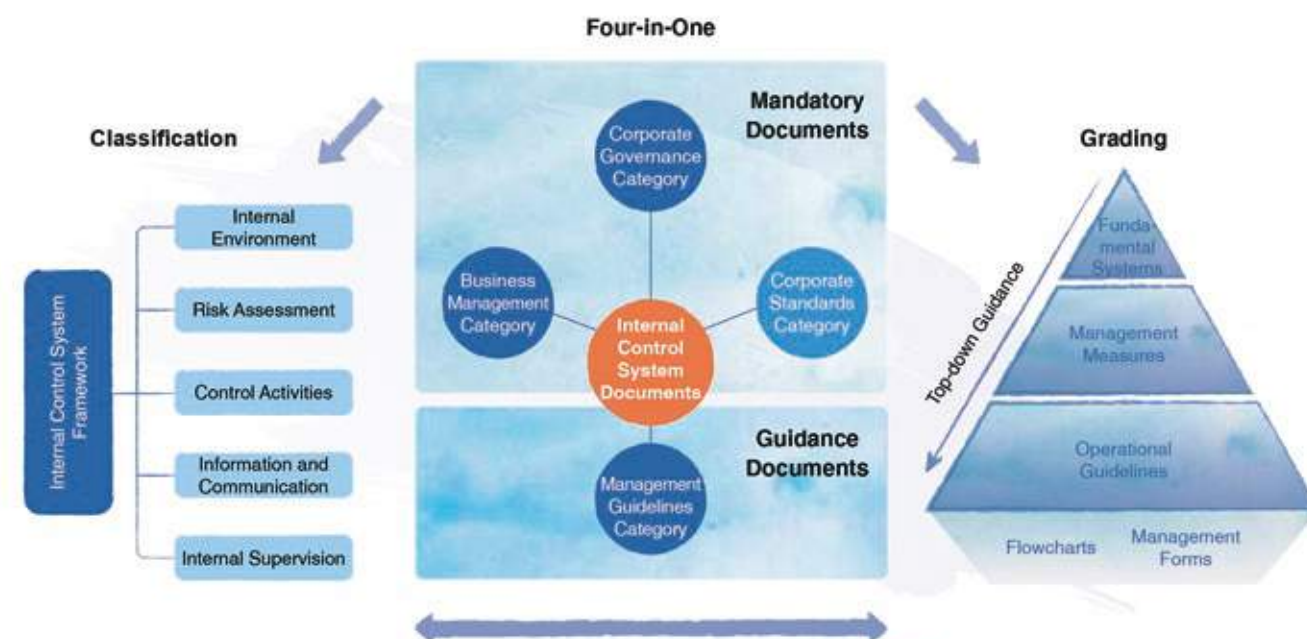 Four-in-One
Classification
Internal Control System
Framework
Internal
Environment
Risk Assessment
Control Activities
Information and
Communication
Internal Supervision
Mandatory
Documents
Corporate
Governance
Category
Business
Management
Category
Corporate
Standards
Category
Internal
Control
System
Documents
Guidance
Documents
Management
Guidelines
Category
Grading
Top-down Guidance
Funda-
mental
Systems
Management
Measures
Operational
Guidelines
Flowcharts
Management
Forms